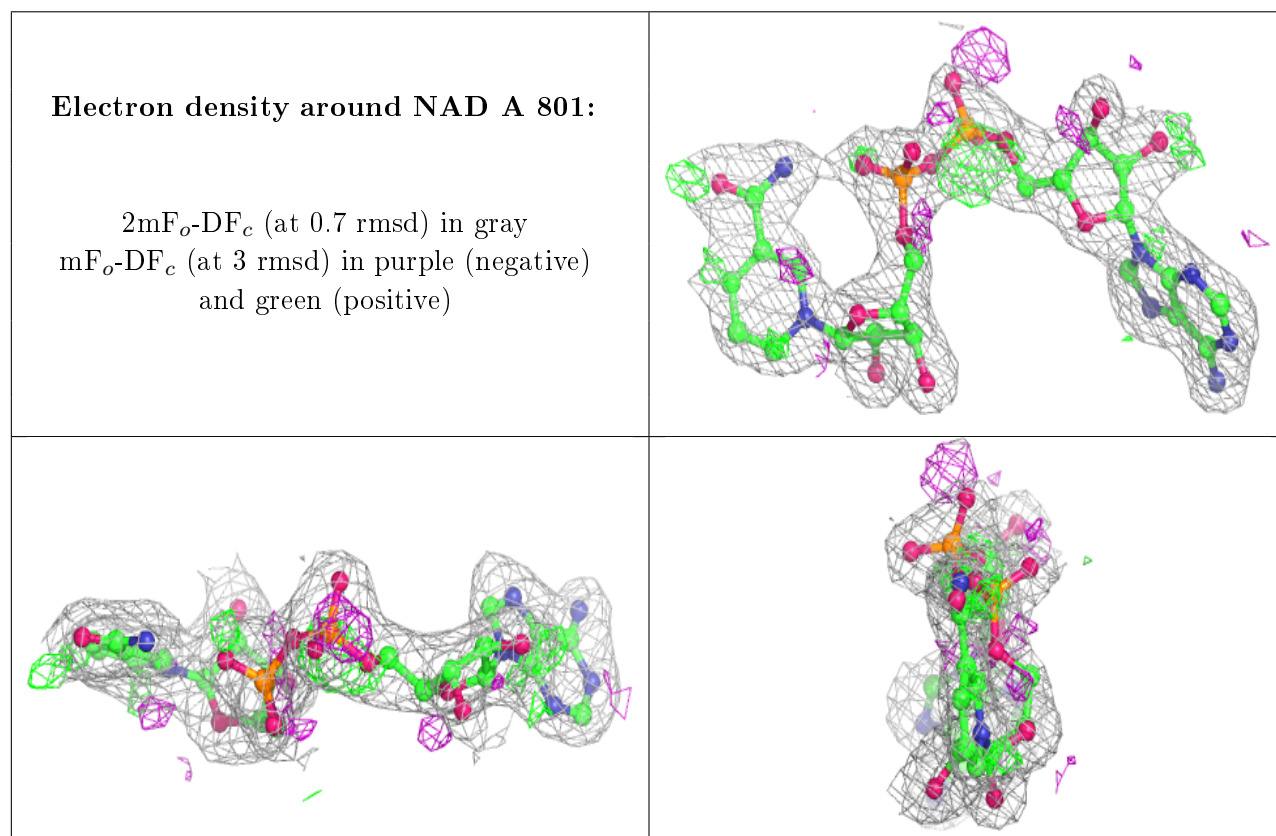 Electron density around NAD A 801:
2mFo-DFc (at 0.7 rmsd) in gray
mFo-DFc (at 3 rmsd) in purple (negative)
and green (positive)